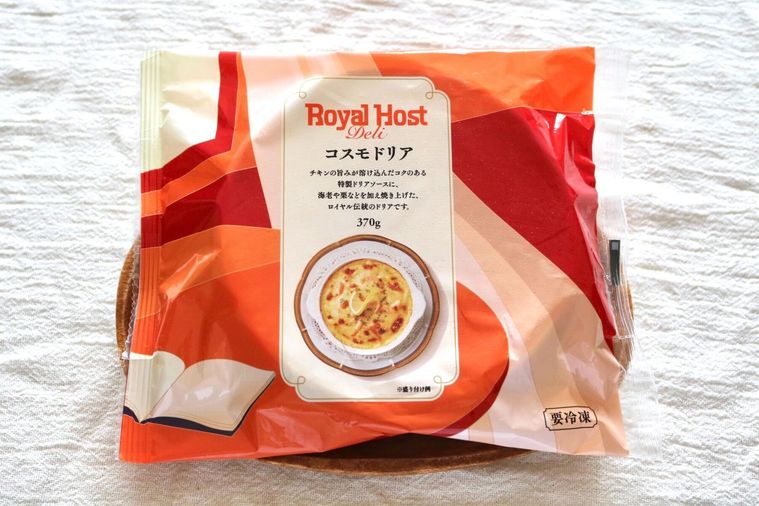 Royal Host
Deli
コスモドリア
チキンの旨みが溶け込んだコクのある
特製ドリアソースに、
海老や栗などを加え焼き上げた、
ロイヤル伝統のドリアです。
370g
※盛り付け例
要冷凍